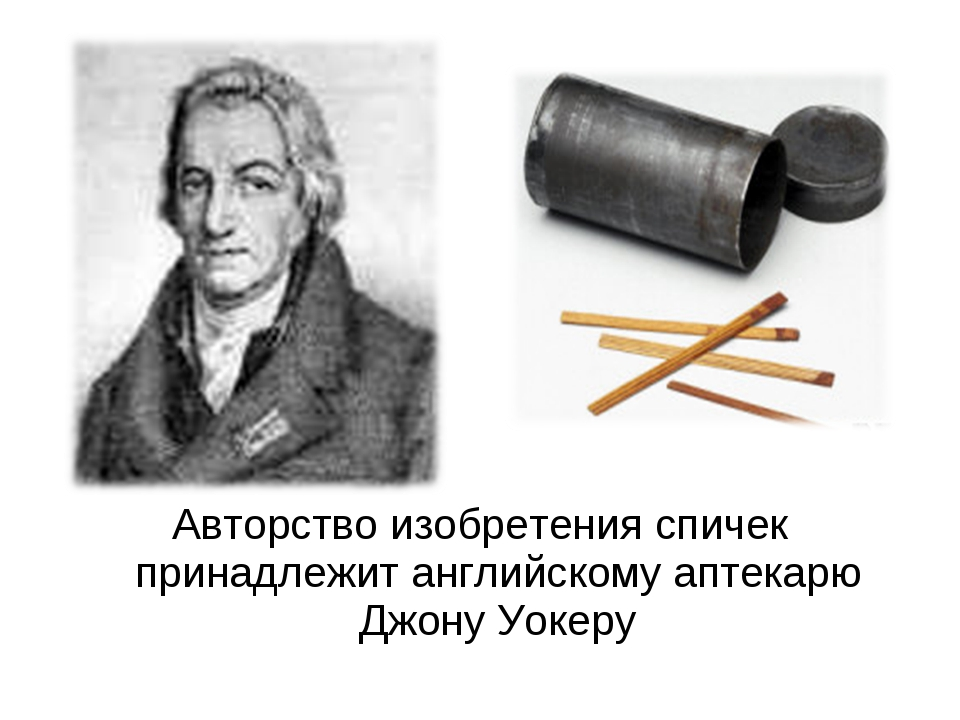 Авторство изобретения спичек
принадлежит английскому аптекарю
Джону Уокеру